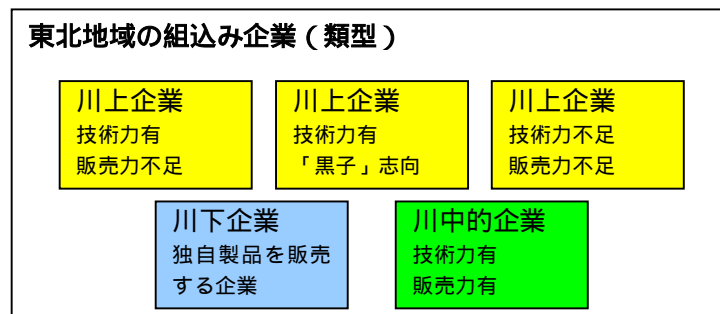 東北地域の組込み企業（類型）
川上企業
技術力有
販売力不足
川上企業
技術力有
「黒子」志向
川上企業
技術力不足
販売力不足
川下企業
独自製品を販売
する企業
川中的企業
技術力有
販売力有